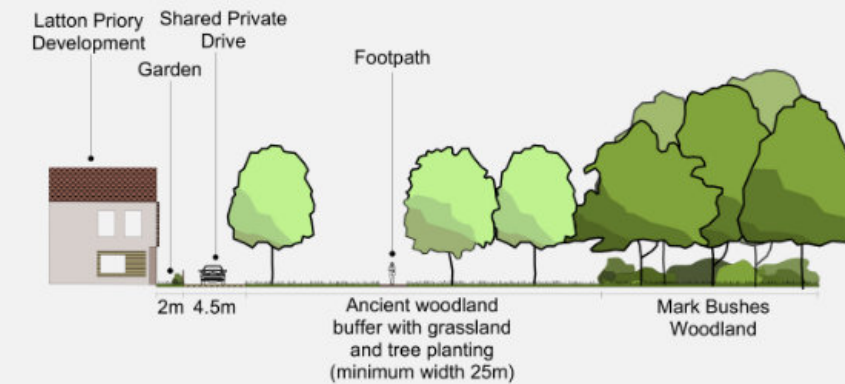 Latton Priory
Development
Shared Private
Drive
Garden
Footpath
2m 4.5m
Ancient woodland
buffer with grassland
and tree planting
(minimum width 25m)
Mark Bushes
Woodland